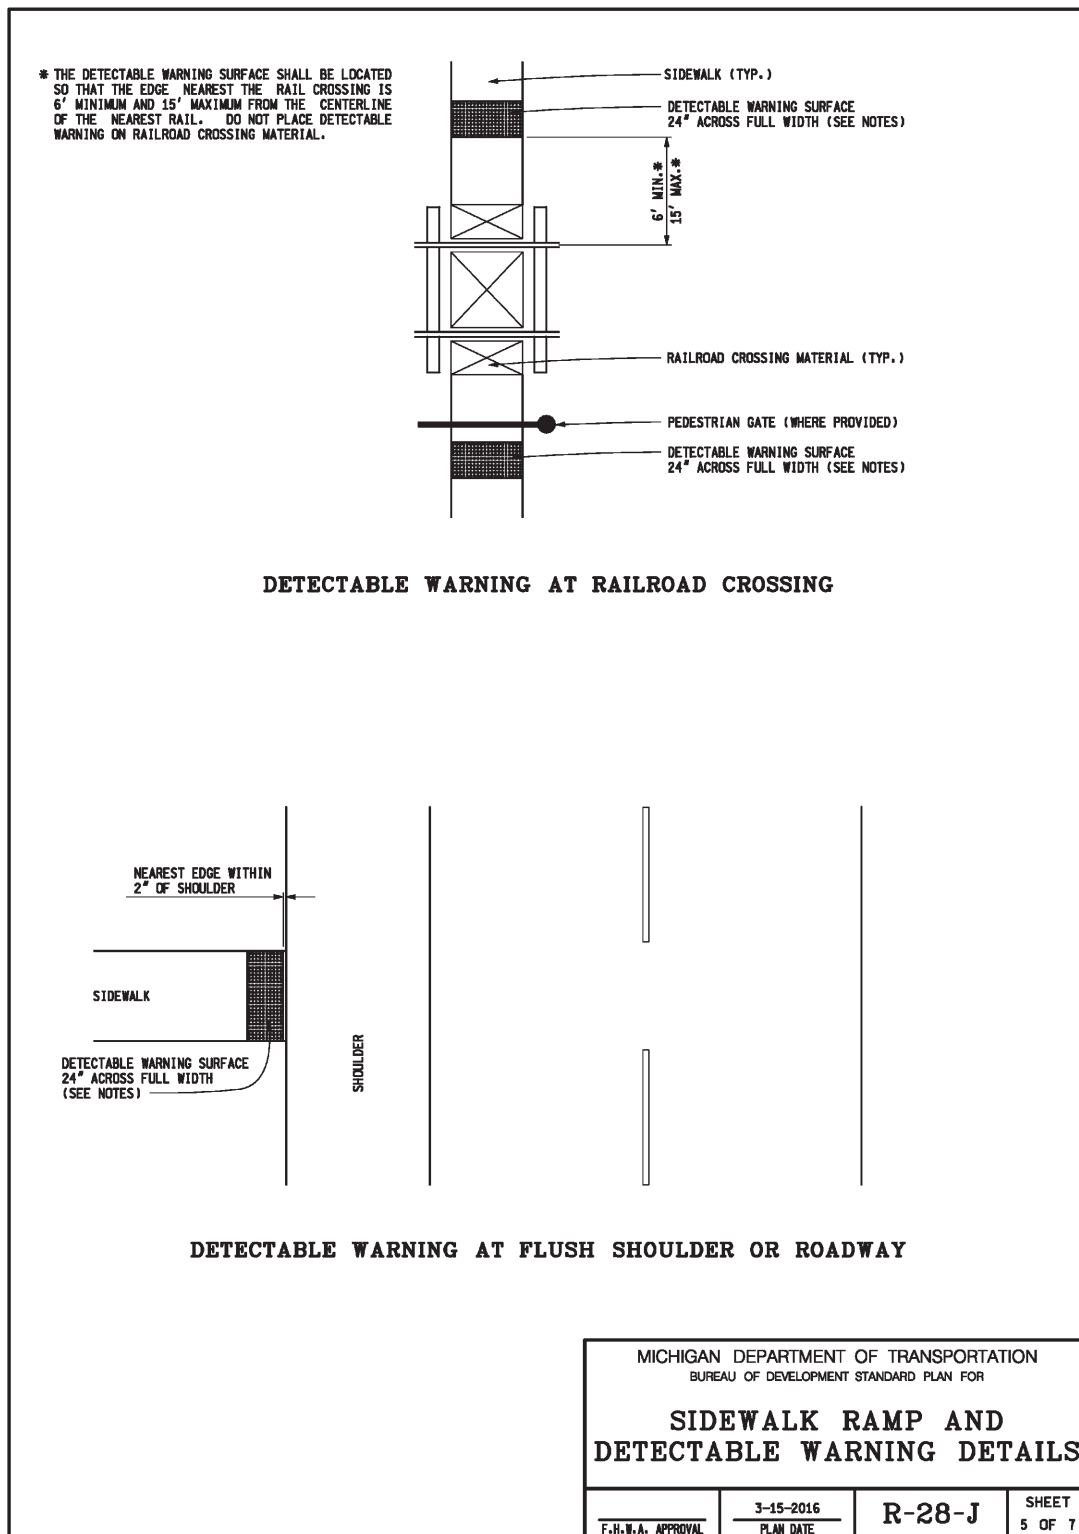 * THE DETECTABLE WARNING SURFACE SHALL BE LOCATED
SO THAT THE EDGE NEAREST THE RAIL CROSSING IS
6' MINIMUM AND 15' MAXIMUM FROM THE CENTERLINE
OF THE NEAREST RAIL. DO NOT PLACE DETECTABLE
WARNING ON RAILROAD CROSSING MATERIAL.
SIDEWALK (TYP.)
DETECTABLE WARNING SURFACE
24" ACROSS FULL WIDTH (SEE NOTES)
6' MIN.*
15' MAX.*
RAILROAD CROSSING MATERIAL (TYP.)
PEDESTRIAN GATE (WHERE PROVIDED)
DETECTABLE WARNING SURFACE
24" ACROSS FULL WIDTH (SEE NOTES)
DETECTABLE WARNING AT RAILROAD CROSSING
NEAREST EDGE WITHIN
2" OF SHOULDER
SIDEWALK
DETECTABLE WARNING SURFACE
24" ACROSS FULL WIDTH
(SEE NOTES)
SHOULDER
DETECTABLE WARNING AT FLUSH SHOULDER OR ROADWAY
MICHIGAN DEPARTMENT OF TRANSPORTATION
BUREAU OF DEVELOPMENT STANDARD PLAN FOR
SIDEWALK RAMP AND
DETECTABLE WARNING DETAILS
F.H.W.A. APPROVAL
3-15-2016
PLAN DATE
R-28-J
SHEET
5 OF 7